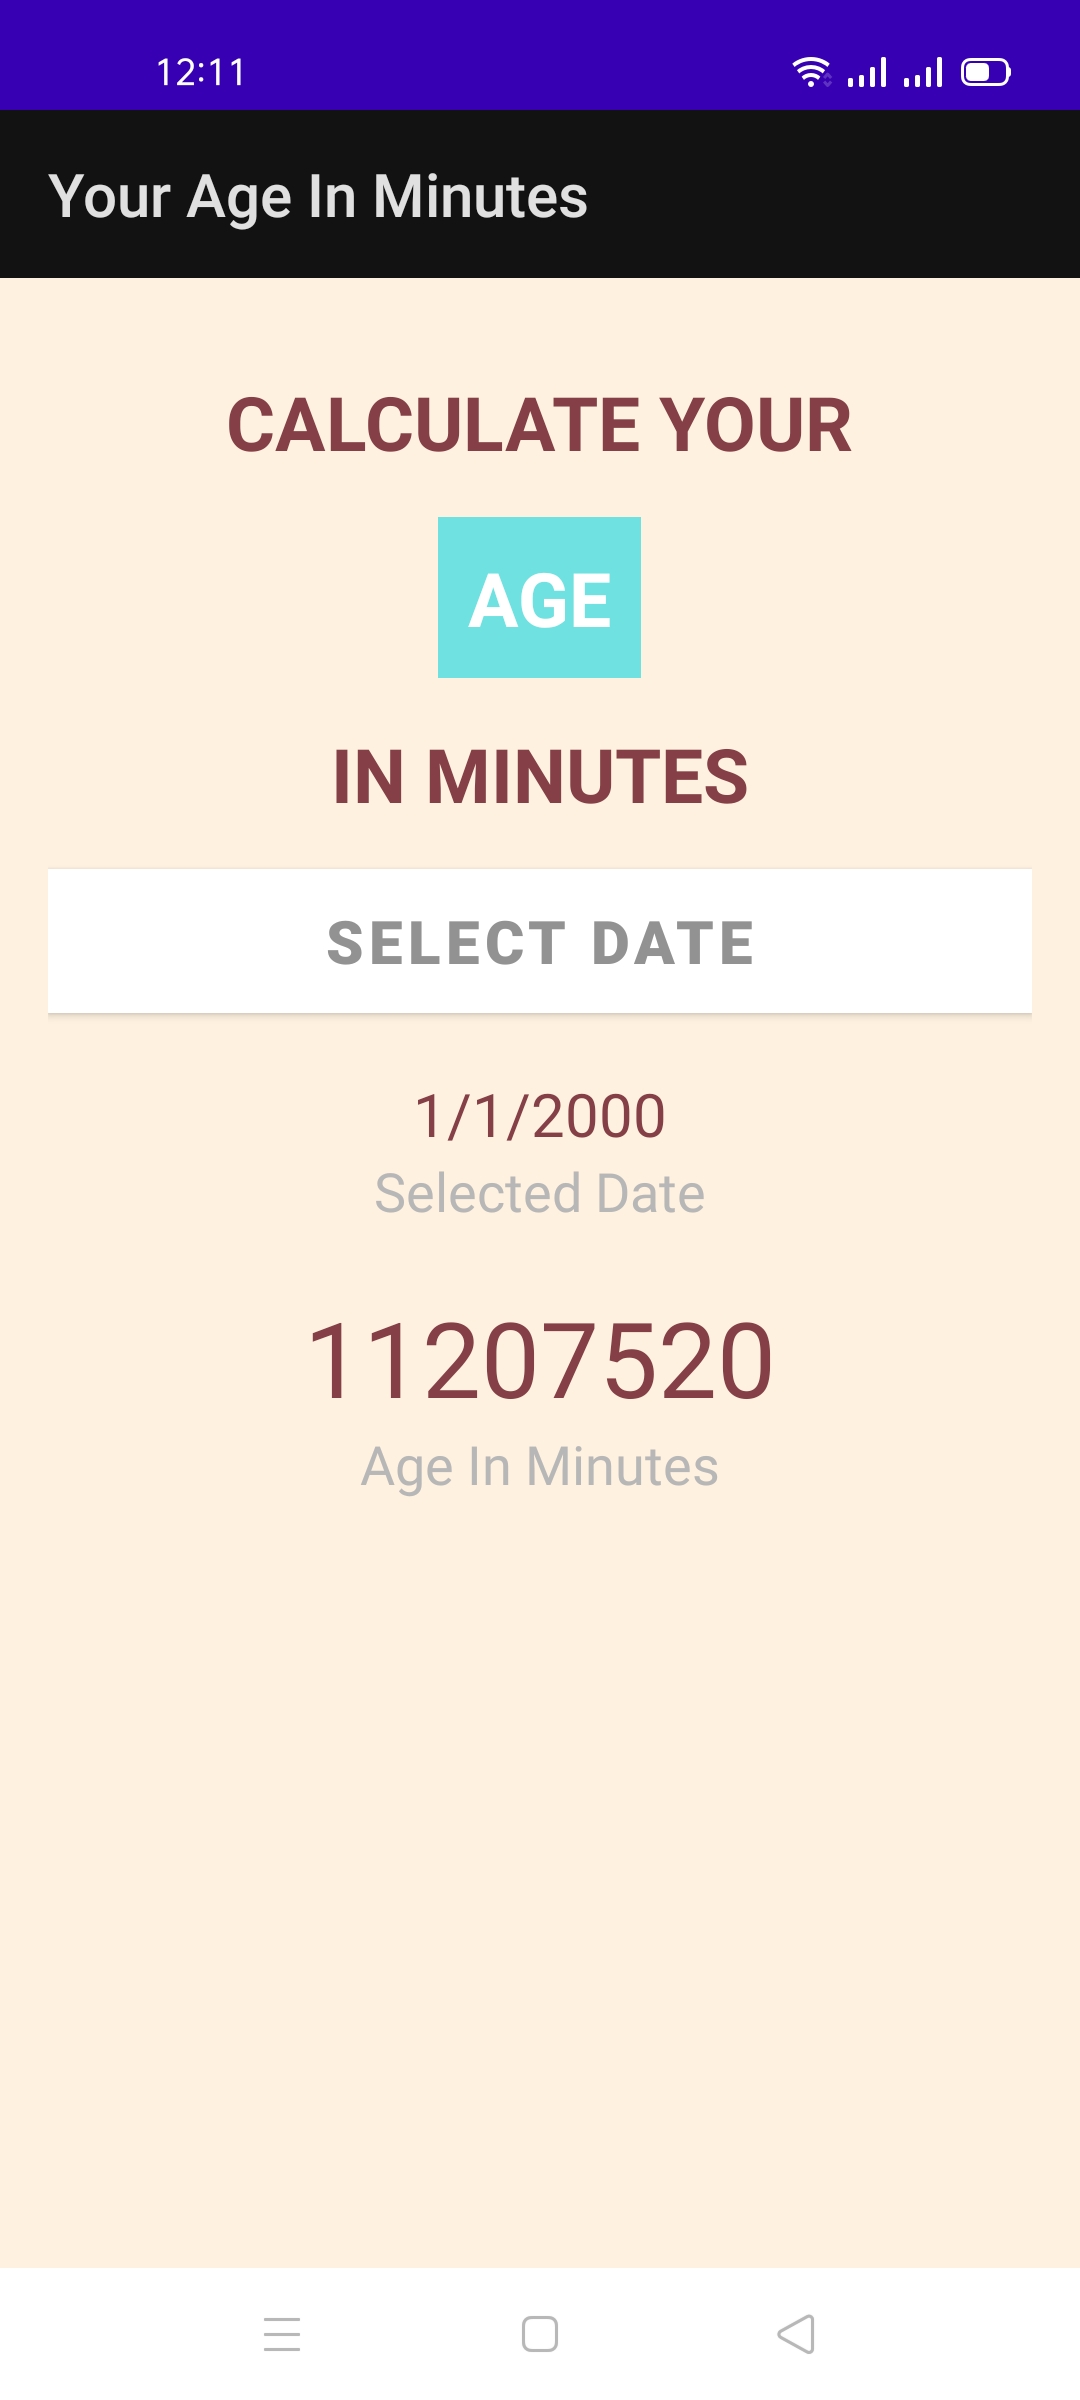 12:11
Your Age In Minutes
CALCULATE YOUR
AGE
IN MINUTES
SELECT DATE
1/1/2000
Selected Date
11207520
Age In Minutes